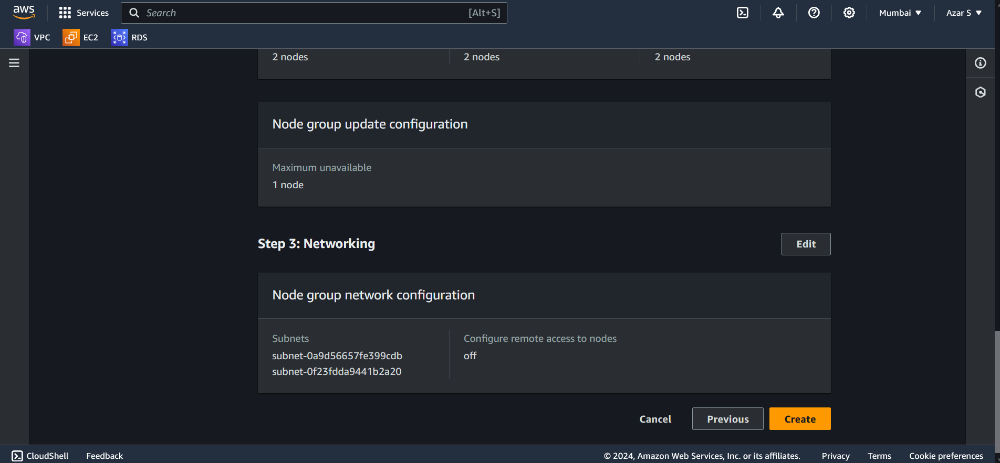 aws
Services
Search
[Alt+S]
Mumbai
Azar S
VPC
EC2
RDS
2 nodes
2 nodes
2 nodes
Node group update configuration
Maximum unavailable
1 node
Step 3: Networking
Edit
Node group network configuration
Subnets
subnet-0a9d56657fe399cdb
subnet-0f23fdda9441b2a20
Configure remote access to nodes
off
Cancel
Previous
Create
CloudShell
Feedback
© 2024, Amazon Web Services, Inc. or its affiliates.
Privacy
Terms
Cookie preferences